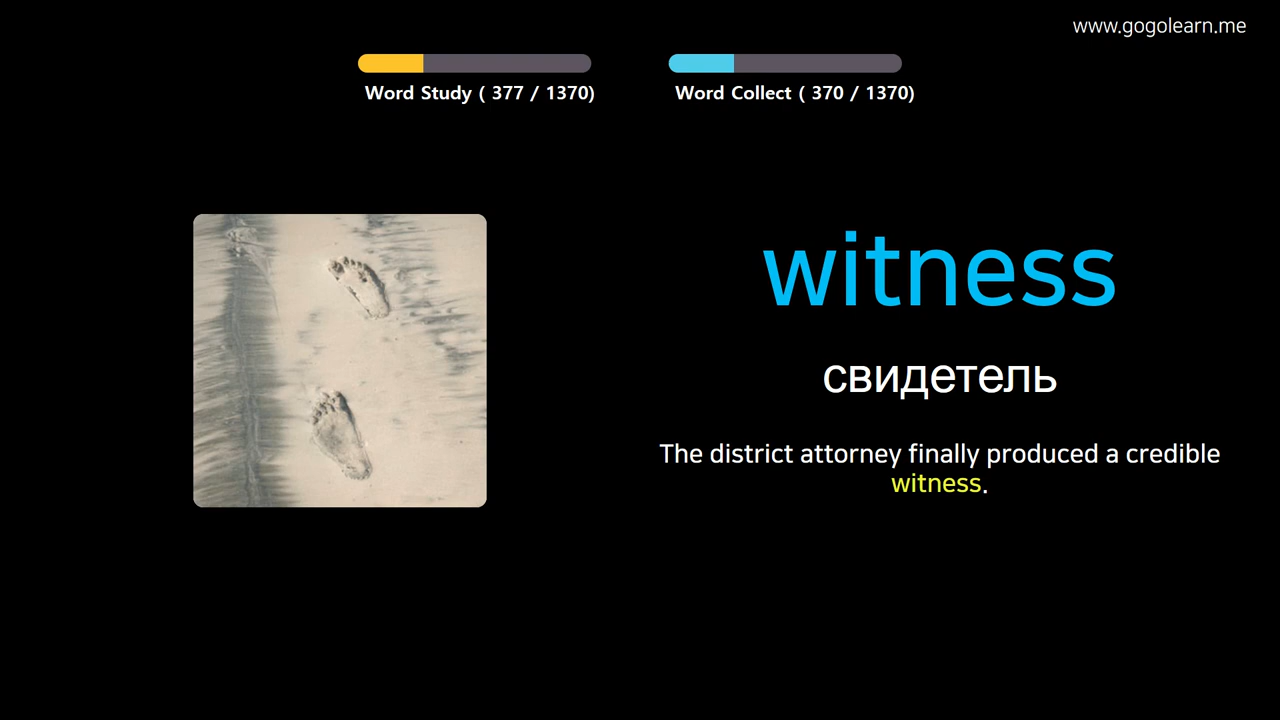 www.gogolearn.me
Word Study ( 377 / 1370)
Word Collect ( 370 / 1370)
witness
свидетель
The district attorney finally produced a credible
witness.